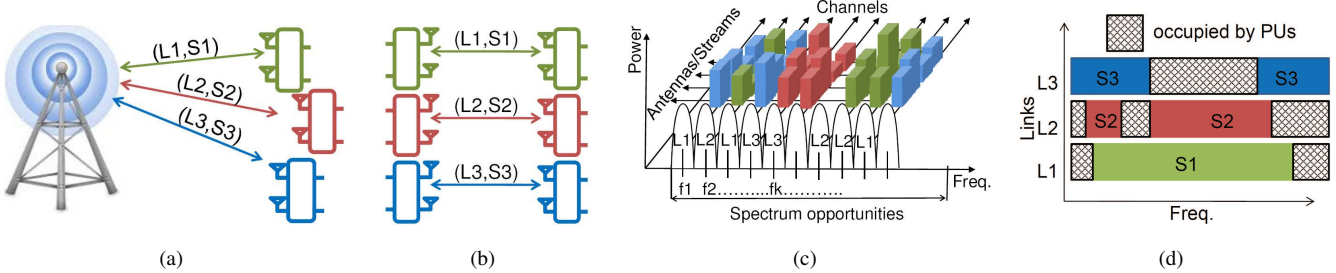 (L1,S1)
(L2,S2)
(L3,S3)
(a)
(L1,S1)
(L2,S2)
(L3,S3)
(b)
Channels
Power
Antennas/Streams
L1 L2 L1 L3 L3 L2 L2 L1
f1 f2.........fk...........
Freq.
Spectrum opportunities
(c)
occupied by PUs
Links
L3 S3 S3
L2 S2 S2
L1 S1
Freq.
(d)